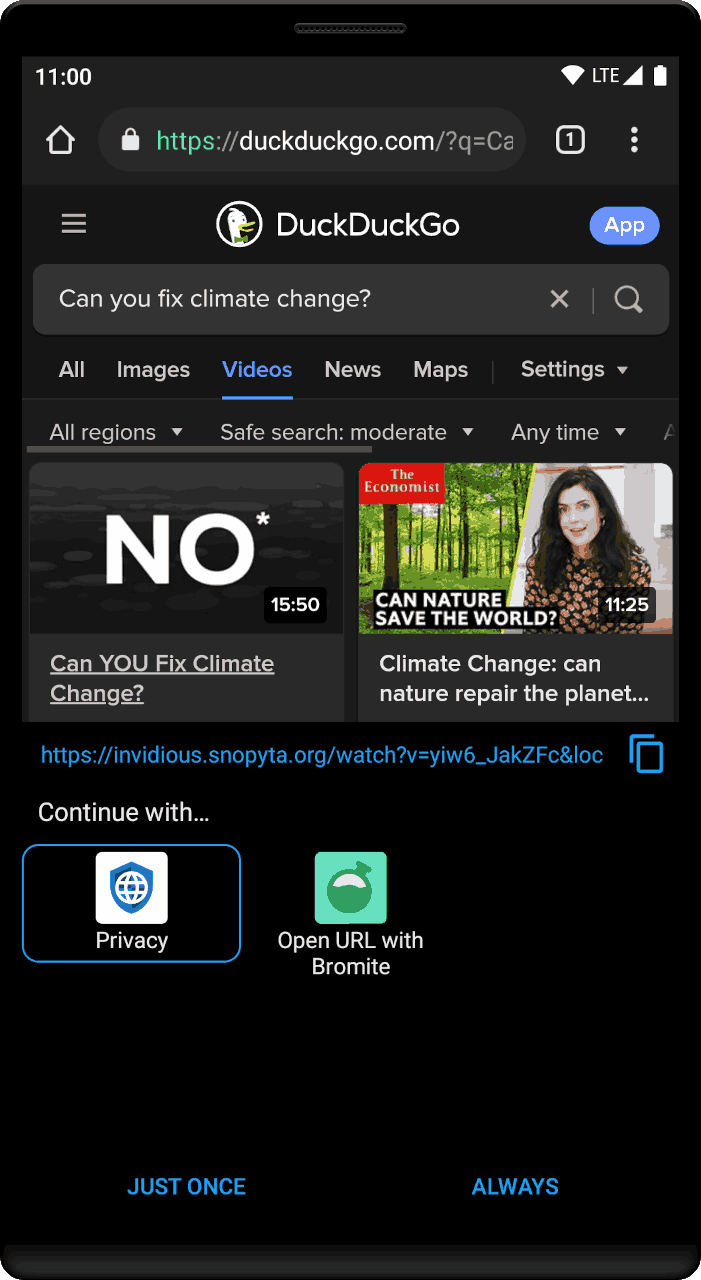 11:00 LTE
https://duckduckgo.com/?q=Ca 1
DuckDuckGo App
Can you fix climate change?
All Images Videos News Maps Settings
All regions Safe search: moderate Any time A
NO*
15:50
The
Economist
CAN NATURE
SAVE THE WORLD?
11:25
Can YOU Fix Climate
Change?
Climate Change: can
nature repair the planet...
https://invidious.snopyta.org/watch?v=yiw6_JakZFc&loc
Continue with...
Privacy
Open URL with
Bromite
JUST ONCE ALWAYS